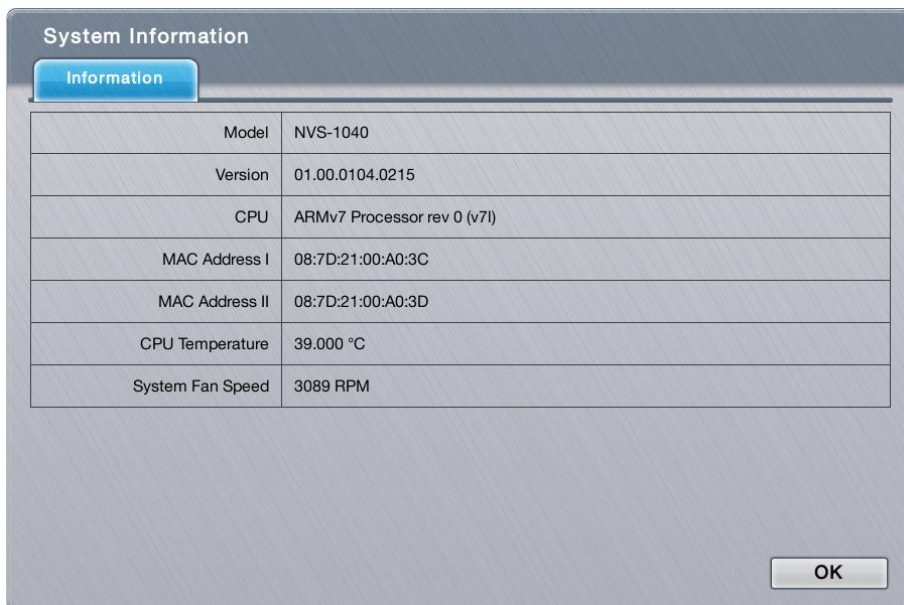 System Information
Information
Model NVS-1040
Version 01.00.0104.0215
CPU ARMv7 Processor rev 0 (v7l)
MAC Address I 08:7D:21:00:A0:3C
MAC Address II 08:7D:21:00:A0:3D
CPU Temperature 39.000 °C
System Fan Speed 3089 RPM
OK